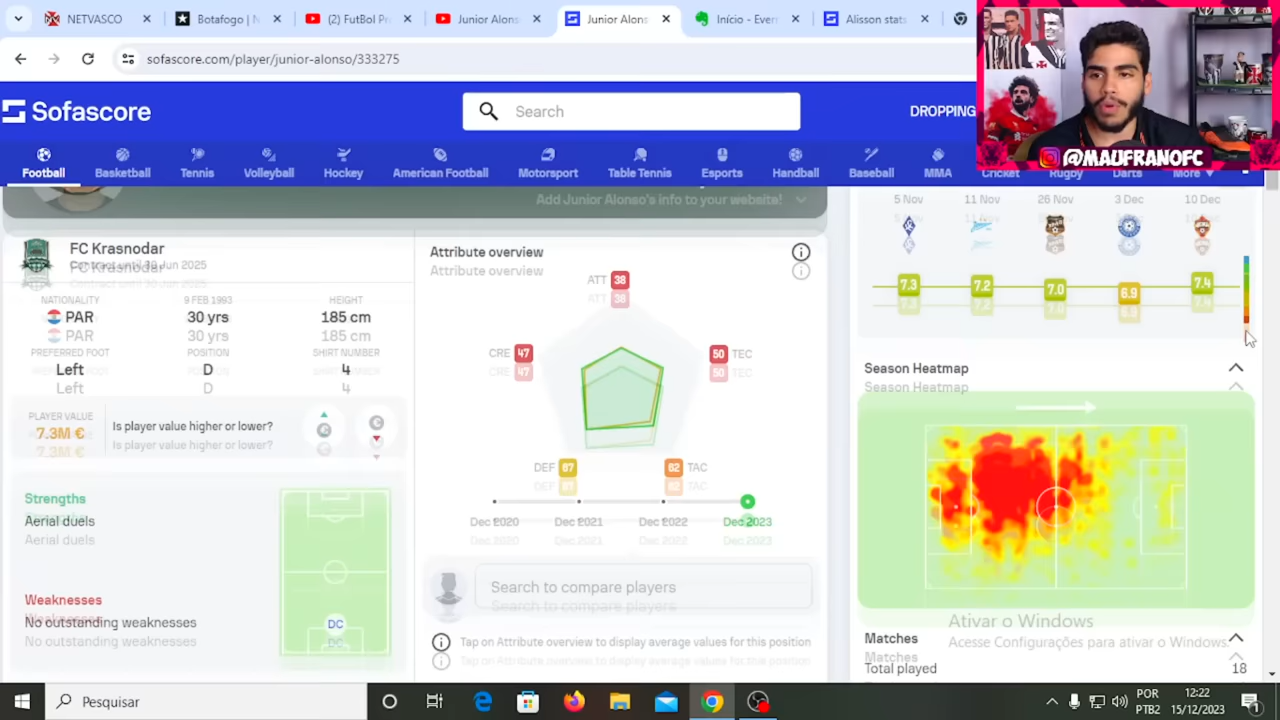 NETVASCO
Botafogo | N
(2) FutBol P
Junior Alons
Junior Alons
Início - Evern
Alisson stats
sofascore.com/player/junior-alonso/333275
Sofascore
Search
DROPPING
@MAUFRANOFC
Football
Basketball
Tennis
Volleyball
Hockey
American Football
Motorsport
Table Tennis
Esports
Handball
Baseball
MMA
Cricket
Rugby
Darts
More
Add Junior Alonso's info to your website!
FC Krasnodar
Contract until 30 Jun 2025
NATIONALITY
9 FEB 1993
HEIGHT
PAR
30 yrs
185 cm
PREFERRED FOOT
POSITION
SHIRT NUMBER
Left
D
4
PLAYER VALUE
7.3M €
Is player value higher or lower?
Strengths
Aerial duels
Weaknesses
No outstanding weaknesses
DC
Attribute overview
ATT 38
CRE 47
50 TEC
DEF 67
62 TAC
Dec 2020
Dec 2021
Dec 2022
Dec 2023
Search to compare players
Tap on Attribute overview to display average values for this position
5 Nov
11 Nov
26 Nov
3 Dec
10 Dec
7.3
7.2
7.0
6.9
7.4
Season Heatmap
Ativar o Windows
Acesse Configurações para ativar o Windows.
Matches
Total played
18
Pesquisar
POR
PTB2
12:22
15/12/2023
1